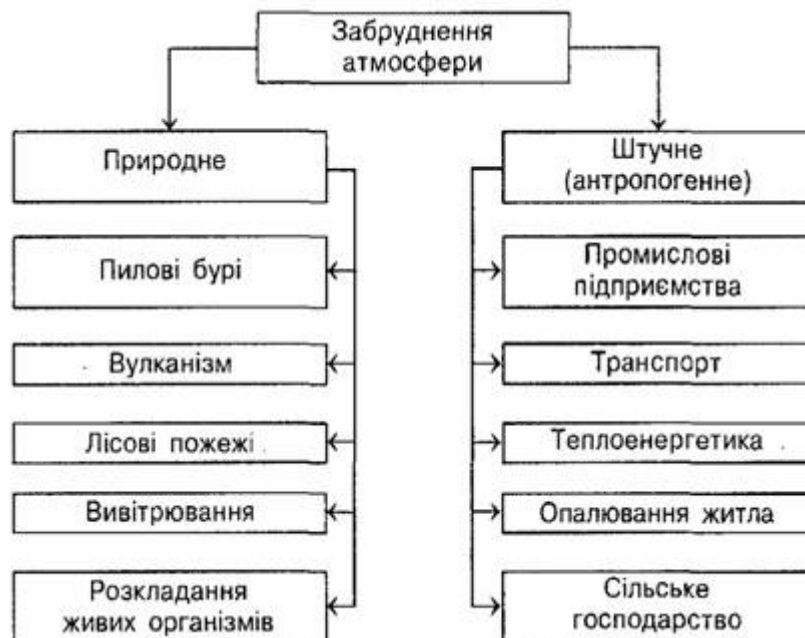 Забруднення
атмосфери
Природне
Штучне
(антропогенне)
Пилові бурі
Промислові
підприємства
Вулканізм
Транспорт
Лісові пожежі
Теплоенергетика
Вивітрювання
Опалювання житла
Розкладання
живих організмів
Сільське
господарство